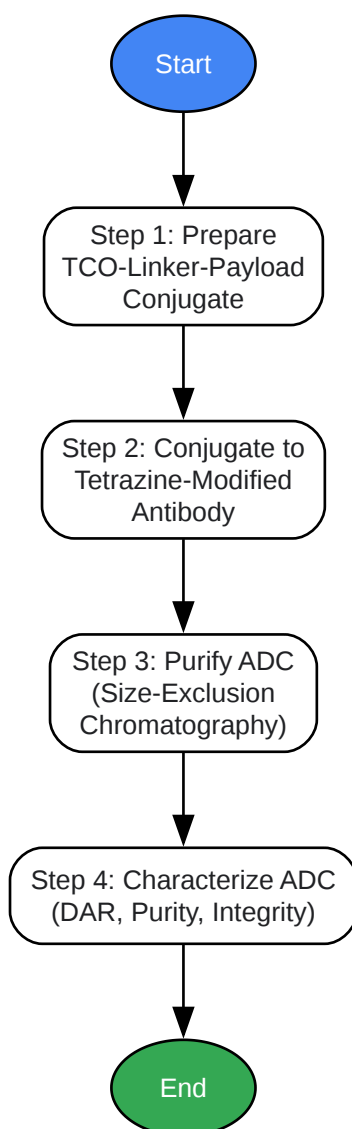 Start
Step 1: Prepare
TCO-Linker-Payload
Conjugate
Step 2: Conjugate to
Tetrazine-Modified
Antibody
Step 3: Purify ADC
(Size-Exclusion
Chromatography)
Step 4: Characterize ADC
(DAR, Purity, Integrity)
End